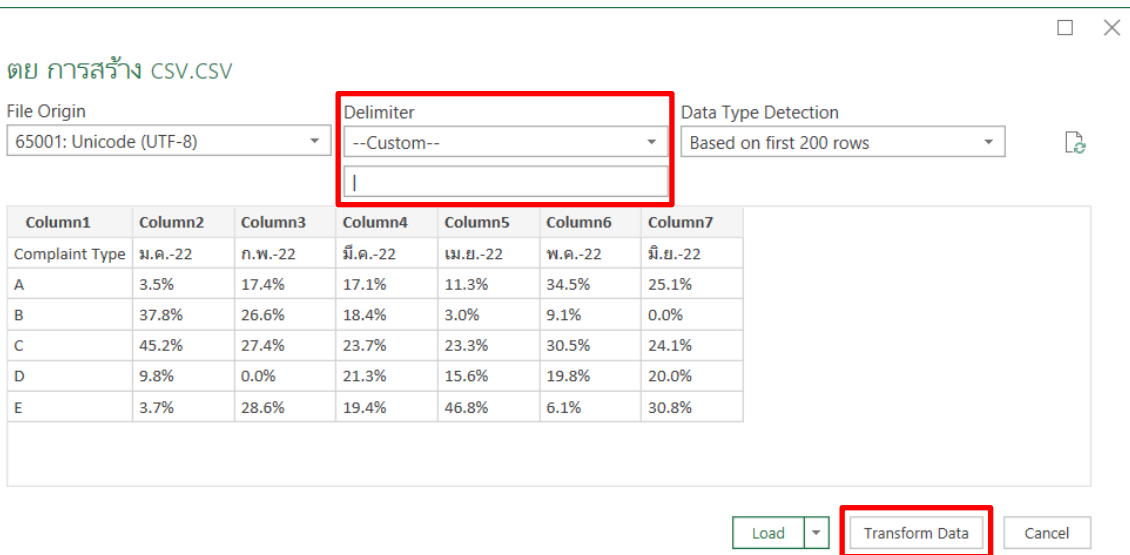 ตย การสร้าง CSV.CSV
File Origin Delimiter Data Type Detection
65001: Unicode (UTF-8) --Custom-- Based on first 200 rows
|
Column1 Column2 Column3 Column4 Column5 Column6 Column7
Complaint Type ม.ค.-22 ก.พ.-22 มี.ค.-22 เม.ย.-22 พ.ค.-22 มิ.ย.-22
A 3.5% 17.4% 17.1% 11.3% 34.5% 25.1%
B 37.8% 26.6% 18.4% 3.0% 9.1% 0.0%
C 45.2% 27.4% 23.7% 23.3% 30.5% 24.1%
D 9.8% 0.0% 21.3% 15.6% 19.8% 20.0%
E 3.7% 28.6% 19.4% 46.8% 6.1% 30.8%
Load Transform Data Cancel